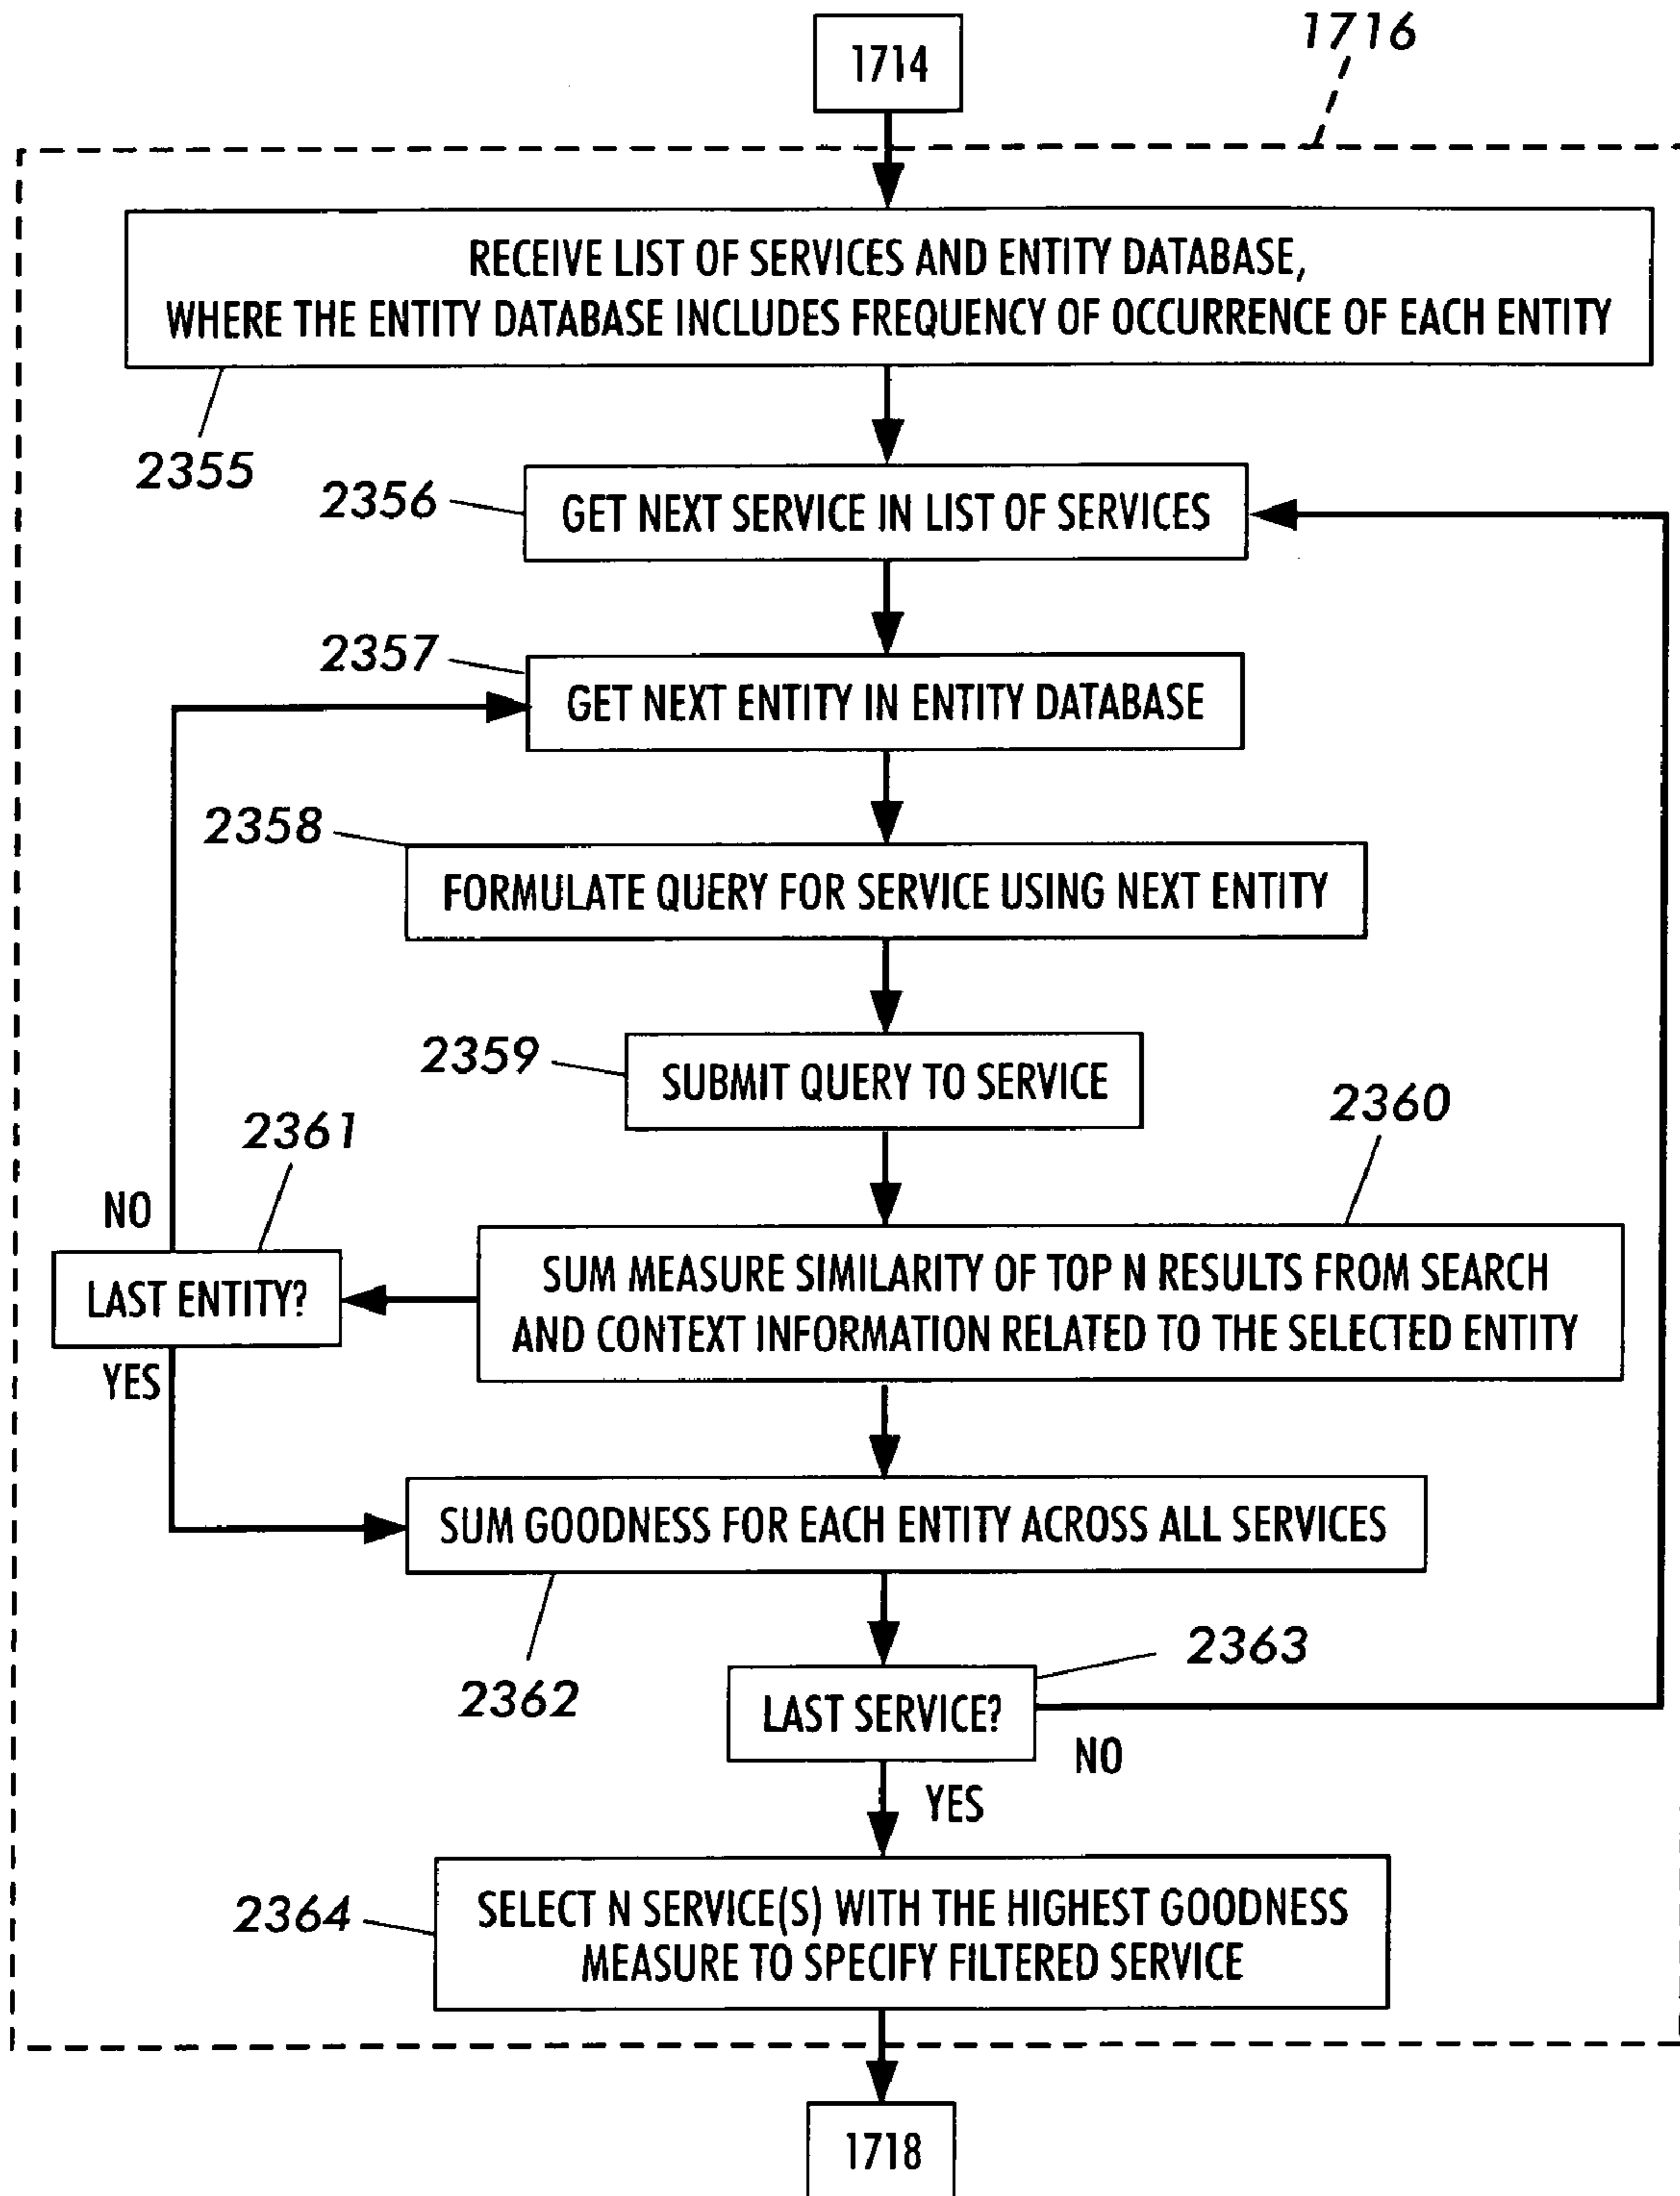 1714
1716
RECEIVE LIST OF SERVICES AND ENTITY DATABASE,
WHERE THE ENTITY DATABASE INCLUDES FREQUENCY OF OCCURRENCE OF EACH ENTITY
2355
2356
GET NEXT SERVICE IN LIST OF SERVICES
2357
GET NEXT ENTITY IN ENTITY DATABASE
2358
FORMULATE QUERY FOR SERVICE USING NEXT ENTITY
2359
SUBMIT QUERY TO SERVICE
2360
2361
NO
LAST ENTITY?
YES
SUM MEASURE SIMILARITY OF TOP N RESULTS FROM SEARCH
AND CONTEXT INFORMATION RELATED TO THE SELECTED ENTITY
SUM GOODNESS FOR EACH ENTITY ACROSS ALL SERVICES
2362
2363
LAST SERVICE?
NO
YES
2364
SELECT N SERVICE(S) WITH THE HIGHEST GOODNESS
MEASURE TO SPECIFY FILTERED SERVICE
1718